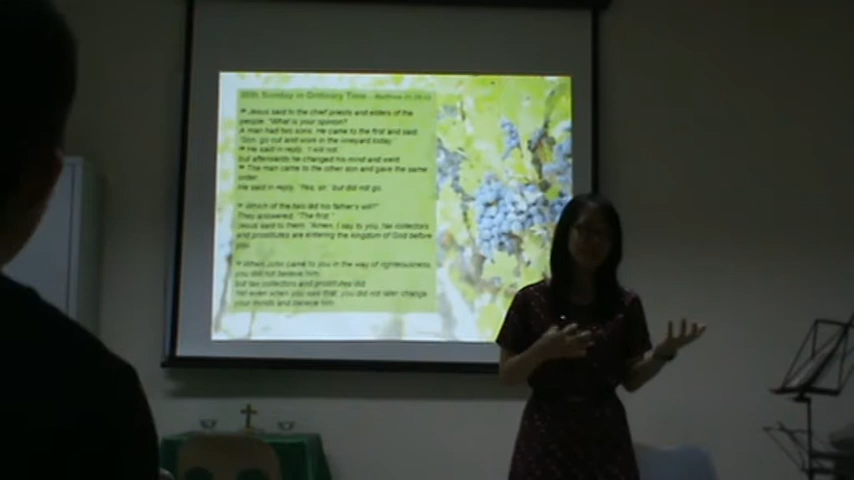 26th Sunday in Ordinary Time - Matthew 21:28-32
28 Jesus said to the chief priests and elders of the
people: "What is your opinion?
A man had two sons. He came to the first and said,
'Son, go out and work in the vineyard today.'
He said in reply, 'I will not,'
but afterwards he changed his mind and went.
The man came to the other son and gave the same
order.
He said in reply, 'Yes, sir,' but did not go.
Which of the two did his father's will?"
They answered, "The first."
Jesus said to them, "Amen, I say to you, tax collectors
and prostitutes are entering the kingdom of God before
you.
When John came to you in the way of righteousness,
you did not believe him;
but tax collectors and prostitutes did.
Yet even when you saw that, you did not later change
your minds and believe him.